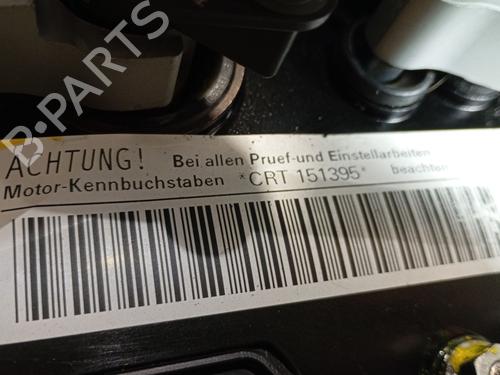 ACHTUNG! Bei allen Pruef-und Einstellarbeiten
Motor-Kennbuchstaben *CRT 151395* beachten
B-PARTS